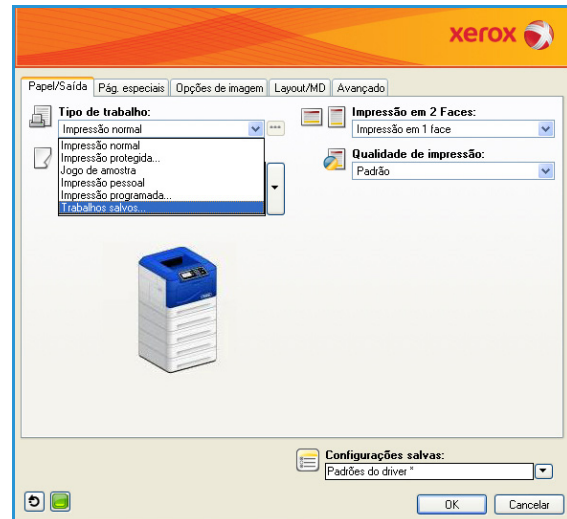 xerox
Papel/Saída Pág. especiais Opções de imagem Layout/MD Avançado
Tipo de trabalho:
Impressão normal
Impressão normal
Impressão protegida...
Jogo de amostra
Impressão pessoal
Impressão programada...
Trabalhos salvos...
Impressão em 2 Faces:
Impressão em 1 face
Qualidade de impressão:
Padrão
Configurações salvas:
Padrões do driver *
OK Cancelar